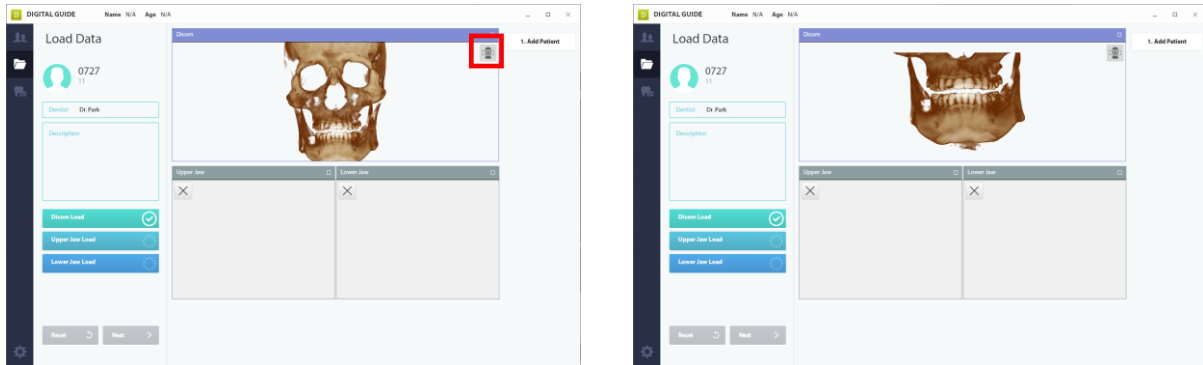 D DIGITAL GUIDE Name N/A Age N/A
Load Data
0727
11
Dentist Dr. Park
Description
Dicom Load
Upper Jaw Load
Lower Jaw Load
Reset Next
Dicom
Upper Jaw Lower Jaw
1. Add Patient
D DIGITAL GUIDE Name N/A Age N/A
Load Data
0727
11
Dentist Dr. Park
Description
Dicom Load
Upper Jaw Load
Lower Jaw Load
Reset Next
Dicom
Upper Jaw Lower Jaw
1. Add Patient